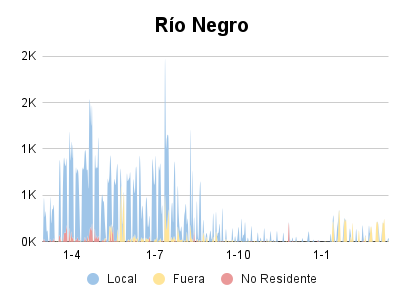 Río Negro
2K
2K
1K
1K
0K
1-4 1-7 1-10 1-1
Local Fuera No Residente